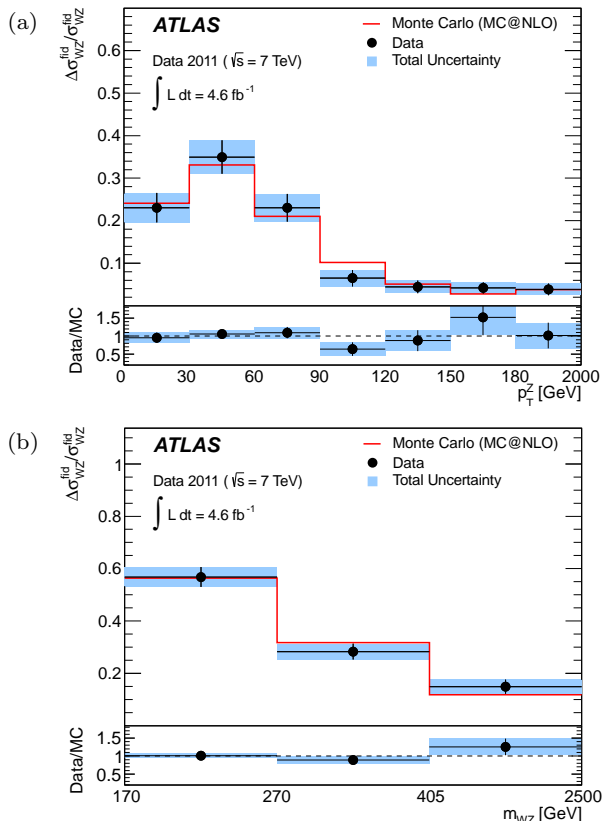 (a)
Δσ^fid_WZ/σ^fid_WZ
ATLAS
Data 2011 (√s = 7 TeV)
∫ L dt = 4.6 fb⁻¹
Monte Carlo (MC@NLO)
Data
Total Uncertainty
0.6
0.5
0.4
0.3
0.2
Data/MC
1.5
1
0.5
0 30 60 90 120 150 180 2000
p^Z_T [GeV]
(b)
Δσ^fid_WZ/σ^fid_WZ
ATLAS
Data 2011 (√s = 7 TeV)
∫ L dt = 4.6 fb⁻¹
Monte Carlo (MC@NLO)
Data
Total Uncertainty
1
0.8
0.6
0.4
0.2
Data/MC
1.5
1
0.5
170 270 405 2500
m_WZ [GeV]